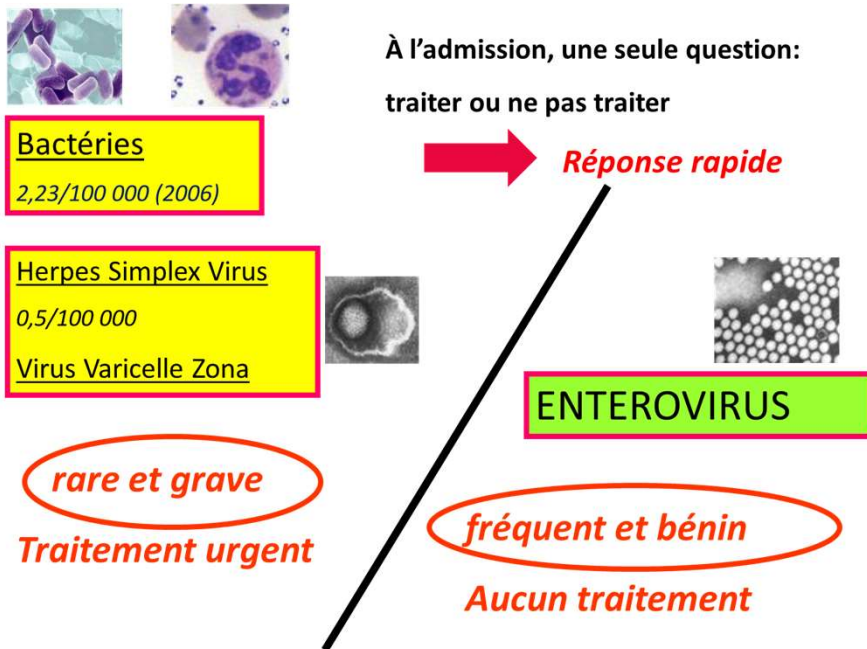 À l’admission, une seule question:
traiter ou ne pas traiter
Réponse rapide
Bactéries
2,23/100 000 (2006)
Herpes Simplex Virus
0,5/100 000
Virus Varicelle Zona
rare et grave
Traitement urgent
ENTEROVIRUS
fréquent et bénin
Aucun traitement